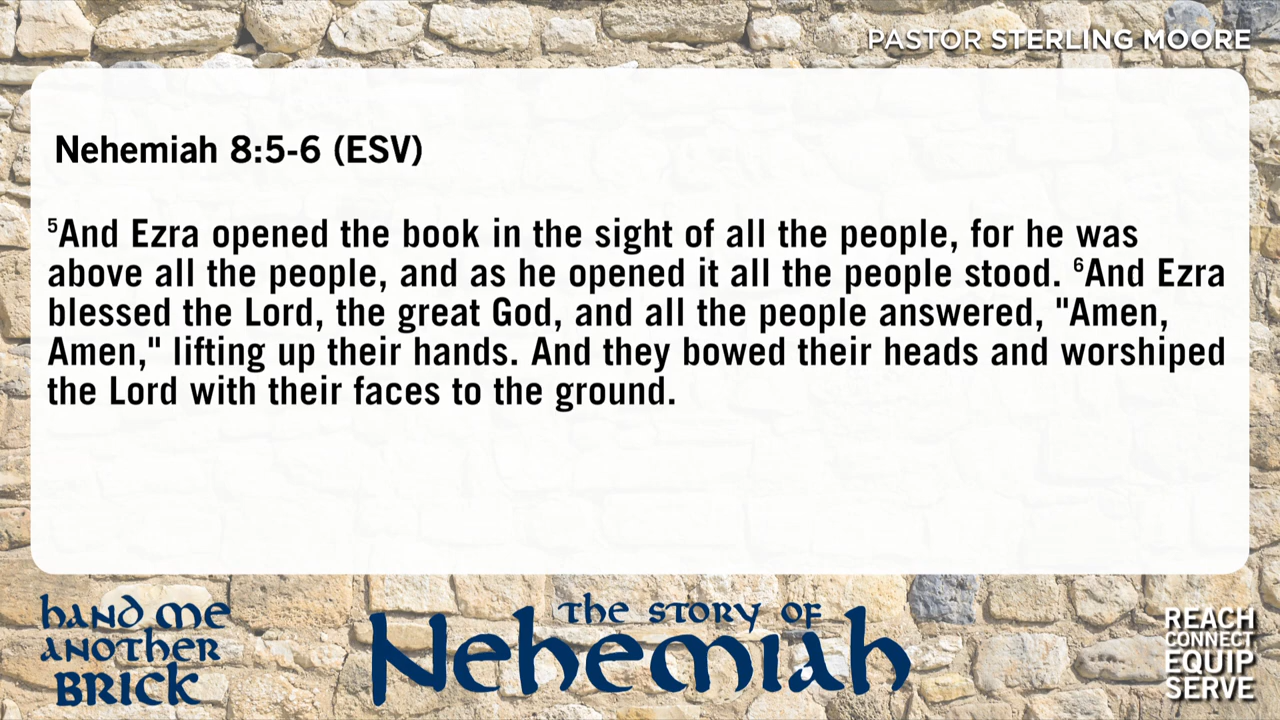 PASTOR STERLING MOORE
Nehemiah 8:5-6 (ESV)
⁵And Ezra opened the book in the sight of all the people, for he was
above all the people, and as he opened it all the people stood. ⁶And Ezra
blessed the Lord, the great God, and all the people answered, "Amen,
Amen," lifting up their hands. And they bowed their heads and worshiped
the Lord with their faces to the ground.
hand me
another
BRICK
the story of
Nehemiah
REACH
CONNECT
EQUIP
SERVE